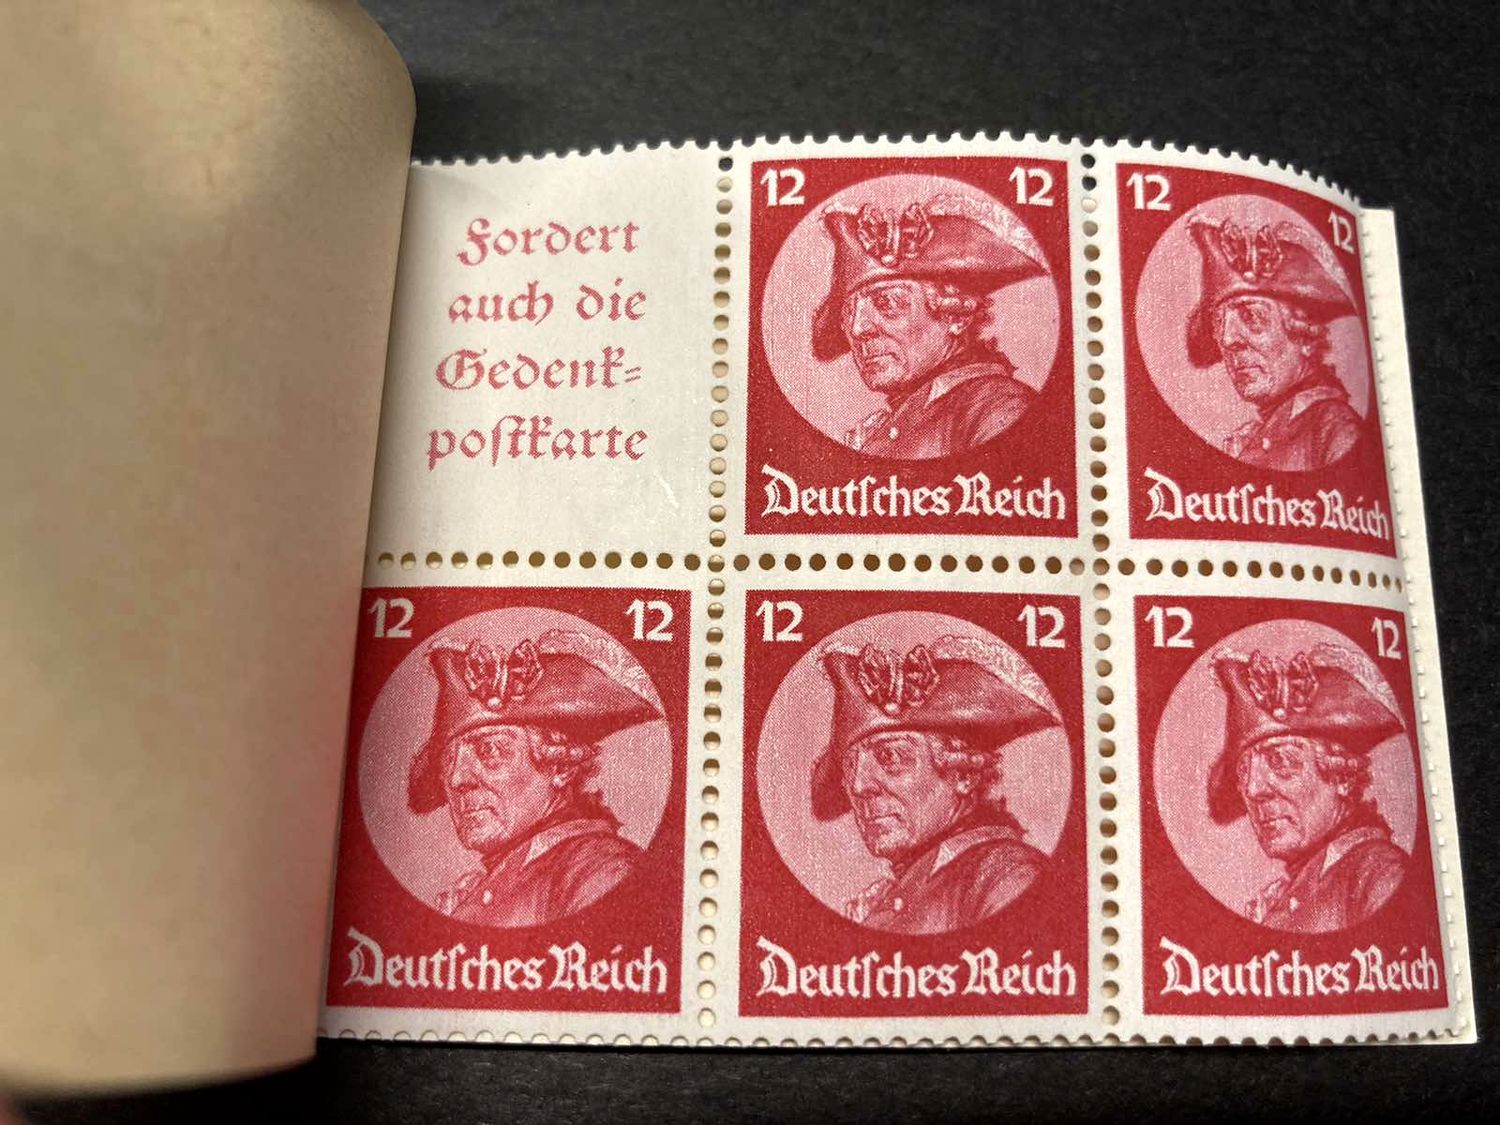 Fordert
auch die
Gedenk-
postkarte
12 12
Deutsches Reich
12 12
Deutsches Reich
12 12
Deutsches Reich
12 12
Deutsches Reich
12 12
Deutsches Reich